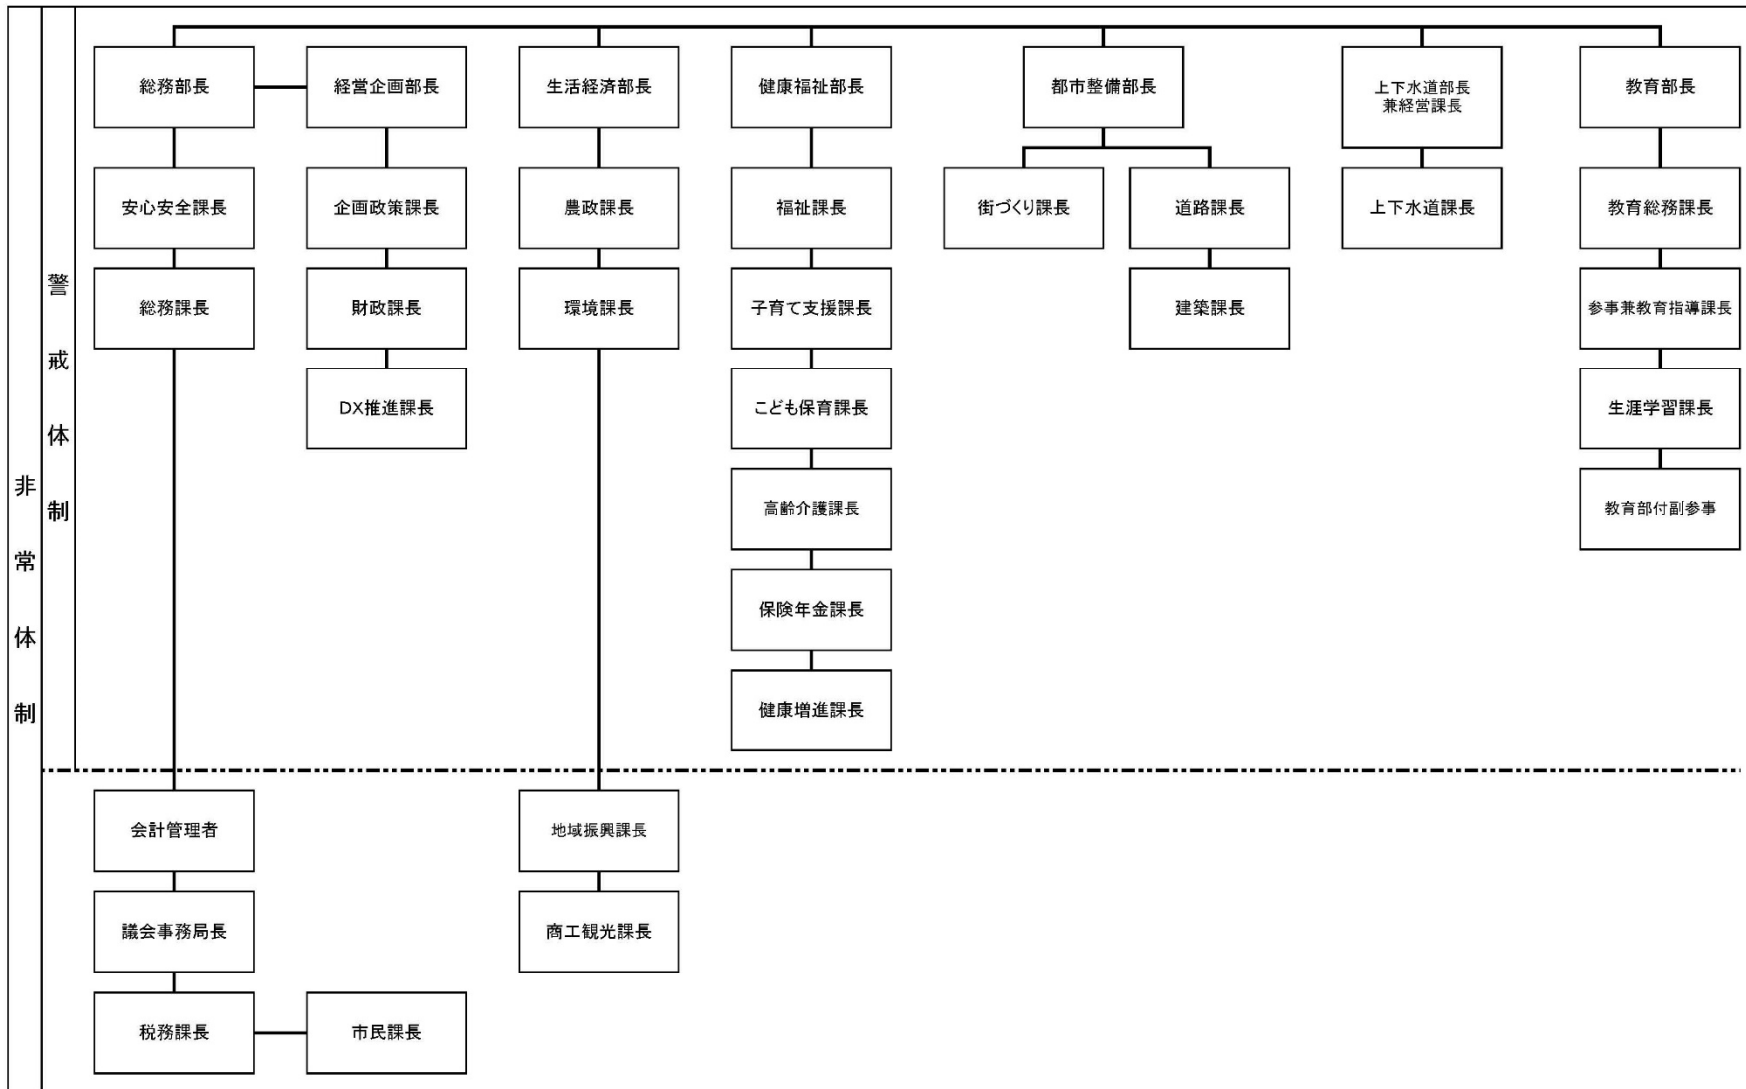 非常体制
警戒体制
総務部長
経営企画部長
生活経済部長
健康福祉部長
都市整備部長
上下水道部長
兼経営課長
教育部長
安心安全課長
企画政策課長
農政課長
福祉課長
街づくり課長
道路課長
上下水道課長
教育総務課長
総務課長
財政課長
環境課長
子育て支援課長
建築課長
参事兼教育指導課長
DX推進課長
こども保育課長
生涯学習課長
高齢介護課長
教育部付副参事
保険年金課長
健康増進課長
会計管理者
地域振興課長
議会事務局長
商工観光課長
税務課長
市民課長